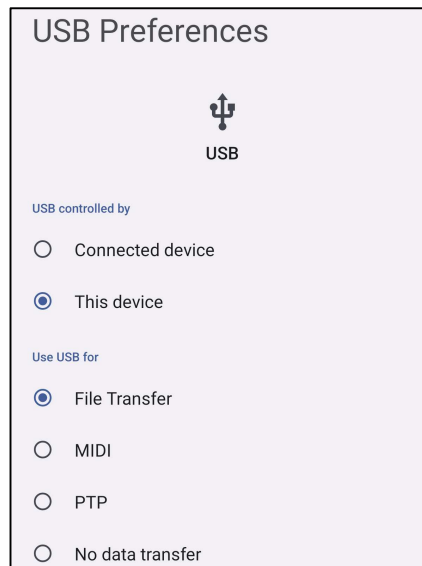 USB Preferences
USB
USB controlled by
Connected device
This device
Use USB for
File Transfer
MIDI
PTP
No data transfer